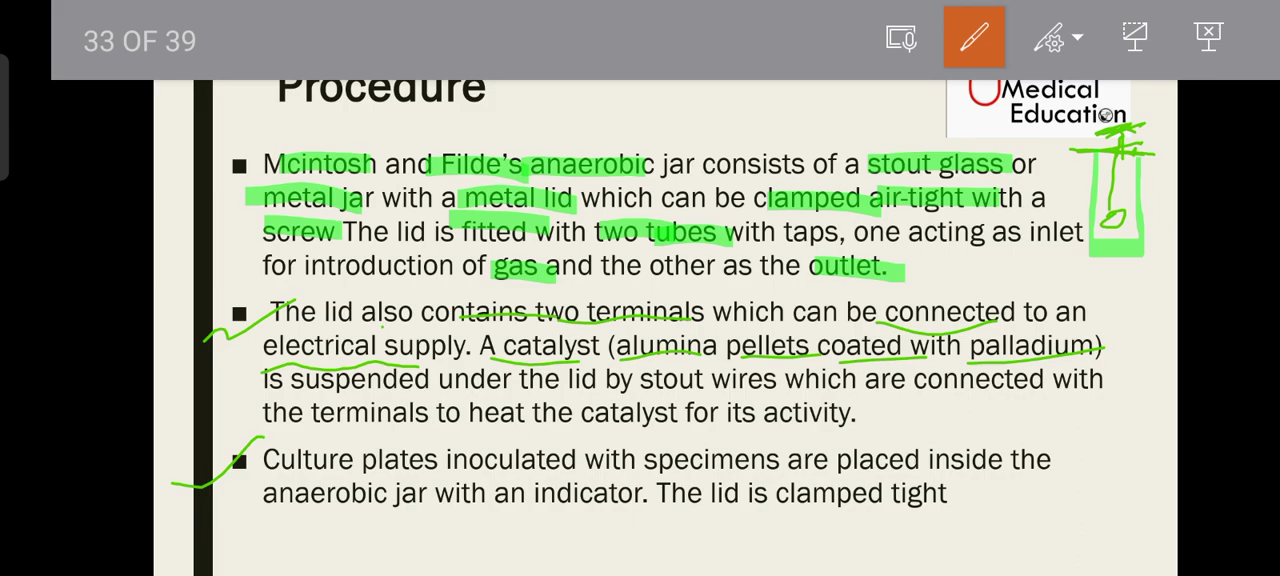 33 OF 39
Procedure
Medical
Education
■ Mcintosh and Filde's anaerobic jar consists of a stout glass or
metal jar with a metal lid which can be clamped air-tight with a
screw The lid is fitted with two tubes with taps, one acting as inlet
for introduction of gas and the other as the outlet.
■ The lid also contains two terminals which can be connected to an
electrical supply. A catalyst (alumina pellets coated with palladium)
is suspended under the lid by stout wires which are connected with
the terminals to heat the catalyst for its activity.
■ Culture plates inoculated with specimens are placed inside the
anaerobic jar with an indicator. The lid is clamped tight